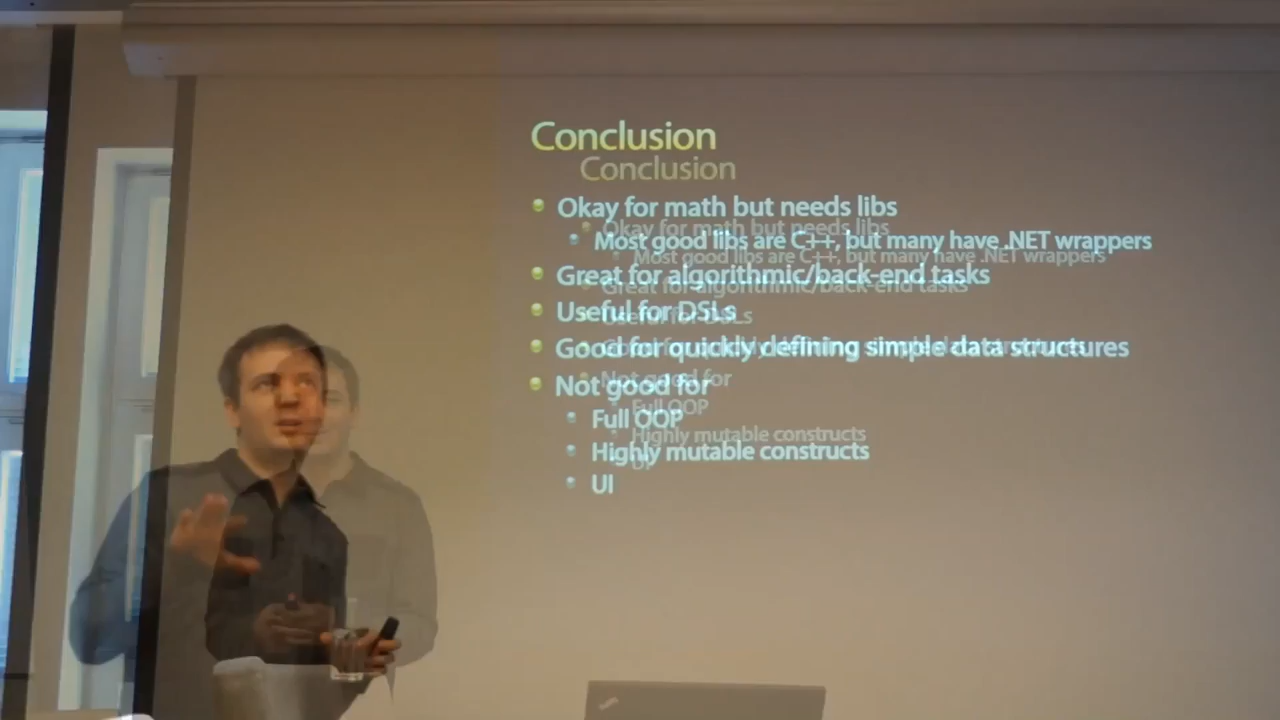 Conclusion
Okay for math but needs libs
Most good libs are C++, but many have .NET wrappers
Great for algorithmic/back-end tasks
Useful for DSLs
Good for quickly defining simple data structures
Not good for
Full OOP
Highly mutable constructs
UI